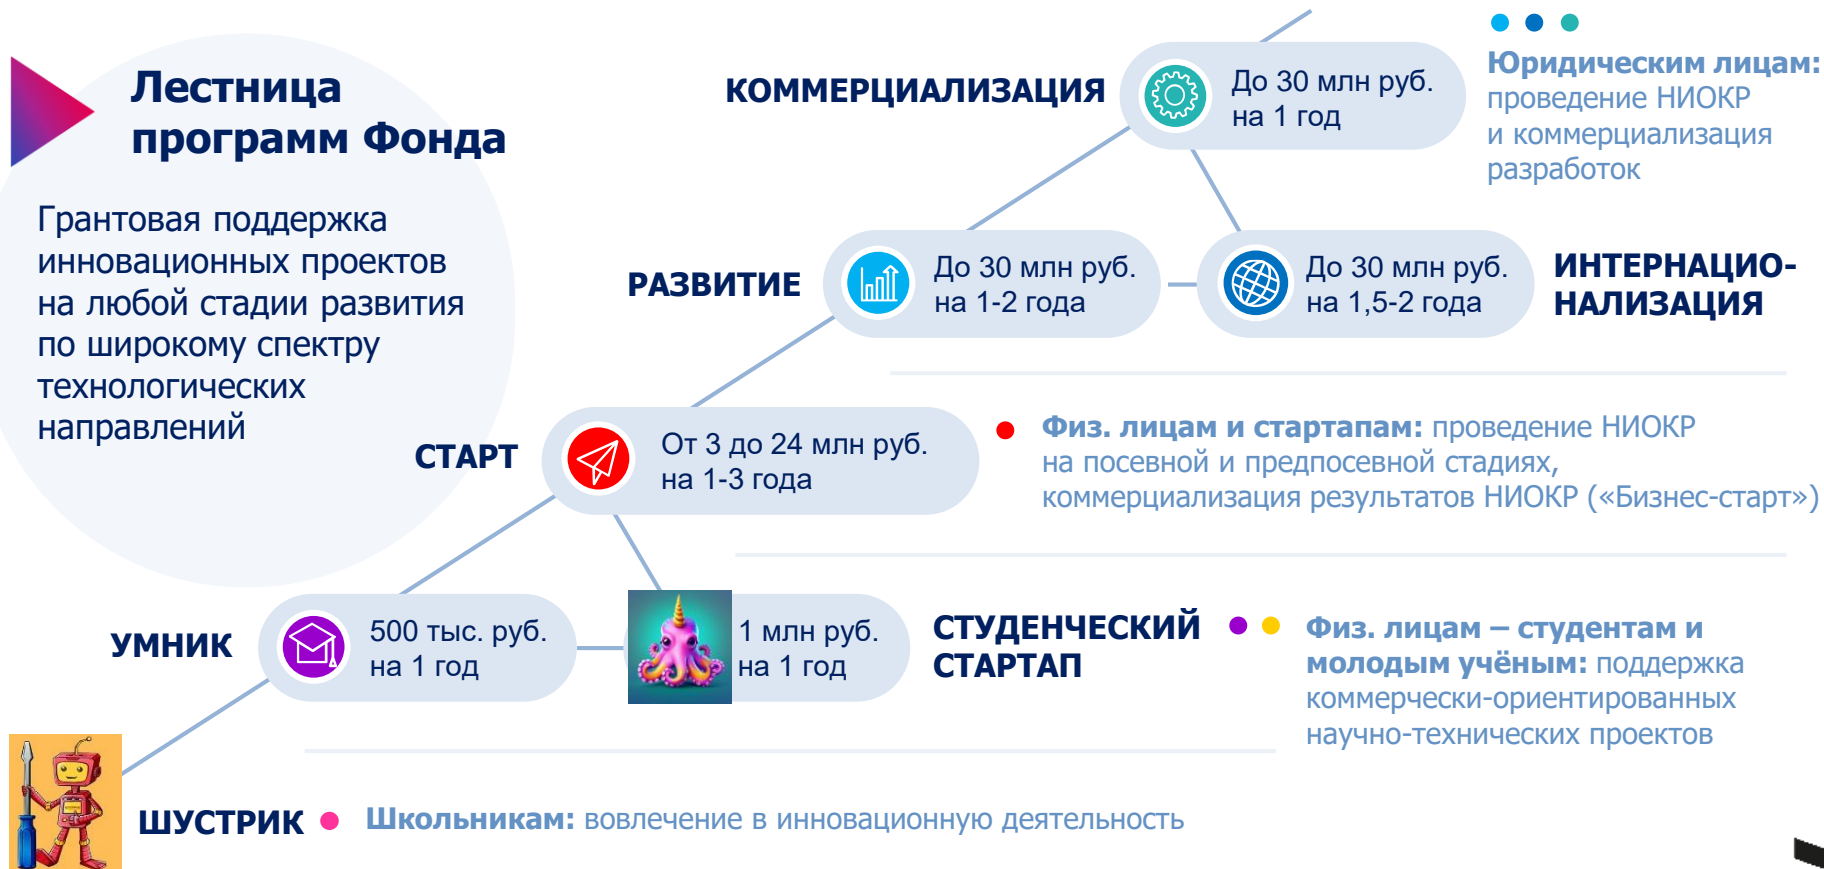 Лестница
программ Фонда
Грантовая поддержка
инновационных проектов
на любой стадии развития
по широкому спектру
технологических
направлений
КОММЕРЦИАЛИЗАЦИЯ
До 30 млн руб.
на 1 год
Юридическим лицам:
проведение НИОКР
и коммерциализация
разработок
РАЗВИТИЕ
До 30 млн руб.
на 1-2 года
До 30 млн руб.
на 1,5-2 года
ИНТЕРНАЦИО-
НАЛИЗАЦИЯ
СТАРТ
От 3 до 24 млн руб.
на 1-3 года
Физ. лицам и стартапам: проведение НИОКР
на посевной и предпосевной стадиях,
коммерциализация результатов НИОКР («Бизнес-старт»)
УМНИК
500 тыс. руб.
на 1 год
1 млн руб.
на 1 год
СТУДЕНЧЕСКИЙ
СТАРТАП
Физ. лицам – студентам и
молодым учёным: поддержка
коммерчески-ориентированных
научно-технических проектов
ШУСТРИК
Школьникам: вовлечение в инновационную деятельность